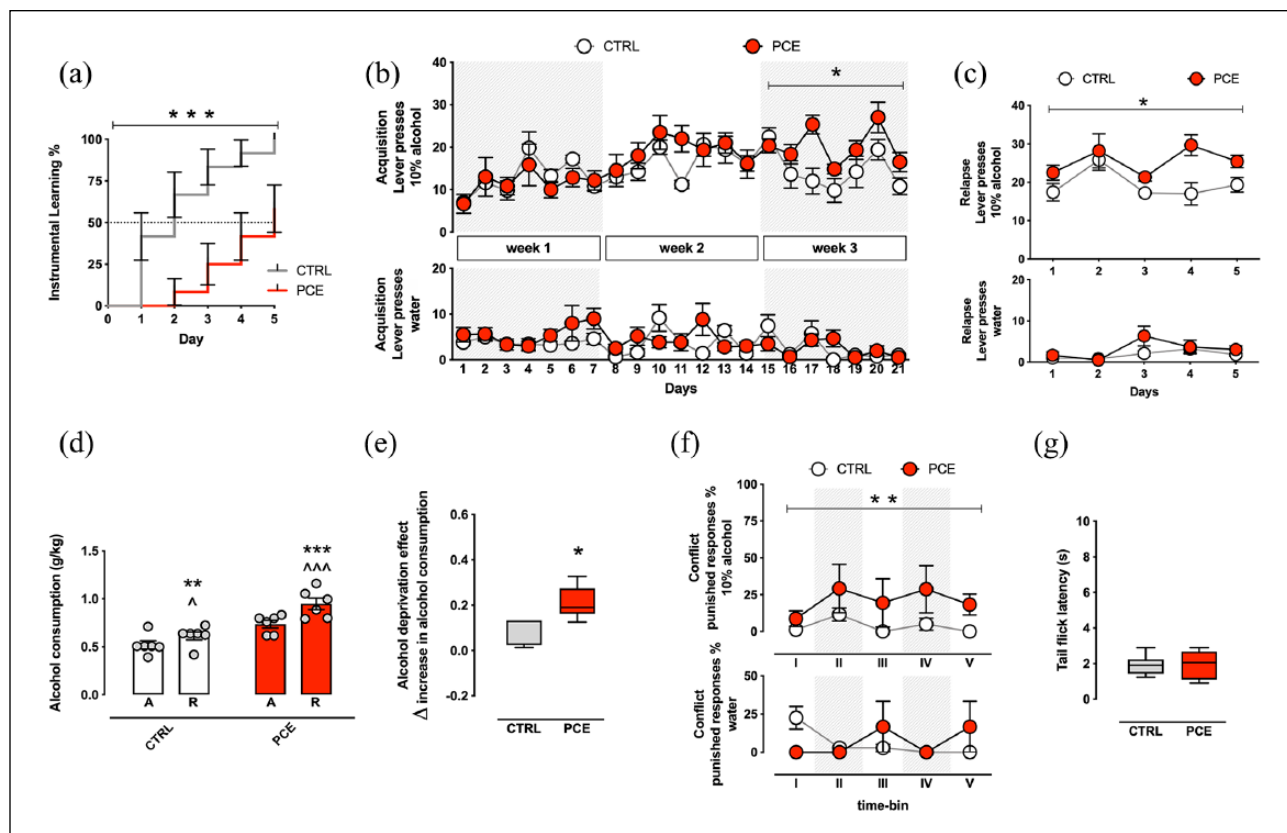 (a)
* * *
Instrumental Learning %
100
75
50
25
0
CTRL
PCE
0 1 2 3 4 5
Day
(b)
CTRL PCE
Acquisition
Lever presses
10% alcohol
40
30
20
10
0
*
week 1 week 2 week 3
Acquisition
Lever presses
water
20
10
0
1 2 3 4 5 6 7 8 9 10 11 12 13 14 15 16 17 18 19 20 21
Days
(c)
CTRL PCE
*
Relapse
Lever presses
10% alcohol
40
30
20
10
0
1 2 3 4 5
Relapse
Lever presses
water
20
10
0
1 2 3 4 5
Days
(d)
Alcohol consumption (g/kg)
1.5
1.0
0.5
0.0
** ***
^ ^^^
A R A R
CTRL PCE
(e)
Alcohol deprivation effect
Δ increase in alcohol consumption
0.6
0.4
0.2
0.0
-0.2
*
CTRL PCE
(f)
CTRL PCE
* *
Conflict
punished responses %
10% alcohol
100
75
50
25
0
I II III IV V
Conflict
punished responses %
water
50
25
0
I II III IV V
time-bin
(g)
Tail flick latency (s)
10
8
6
4
2
0
CTRL PCE